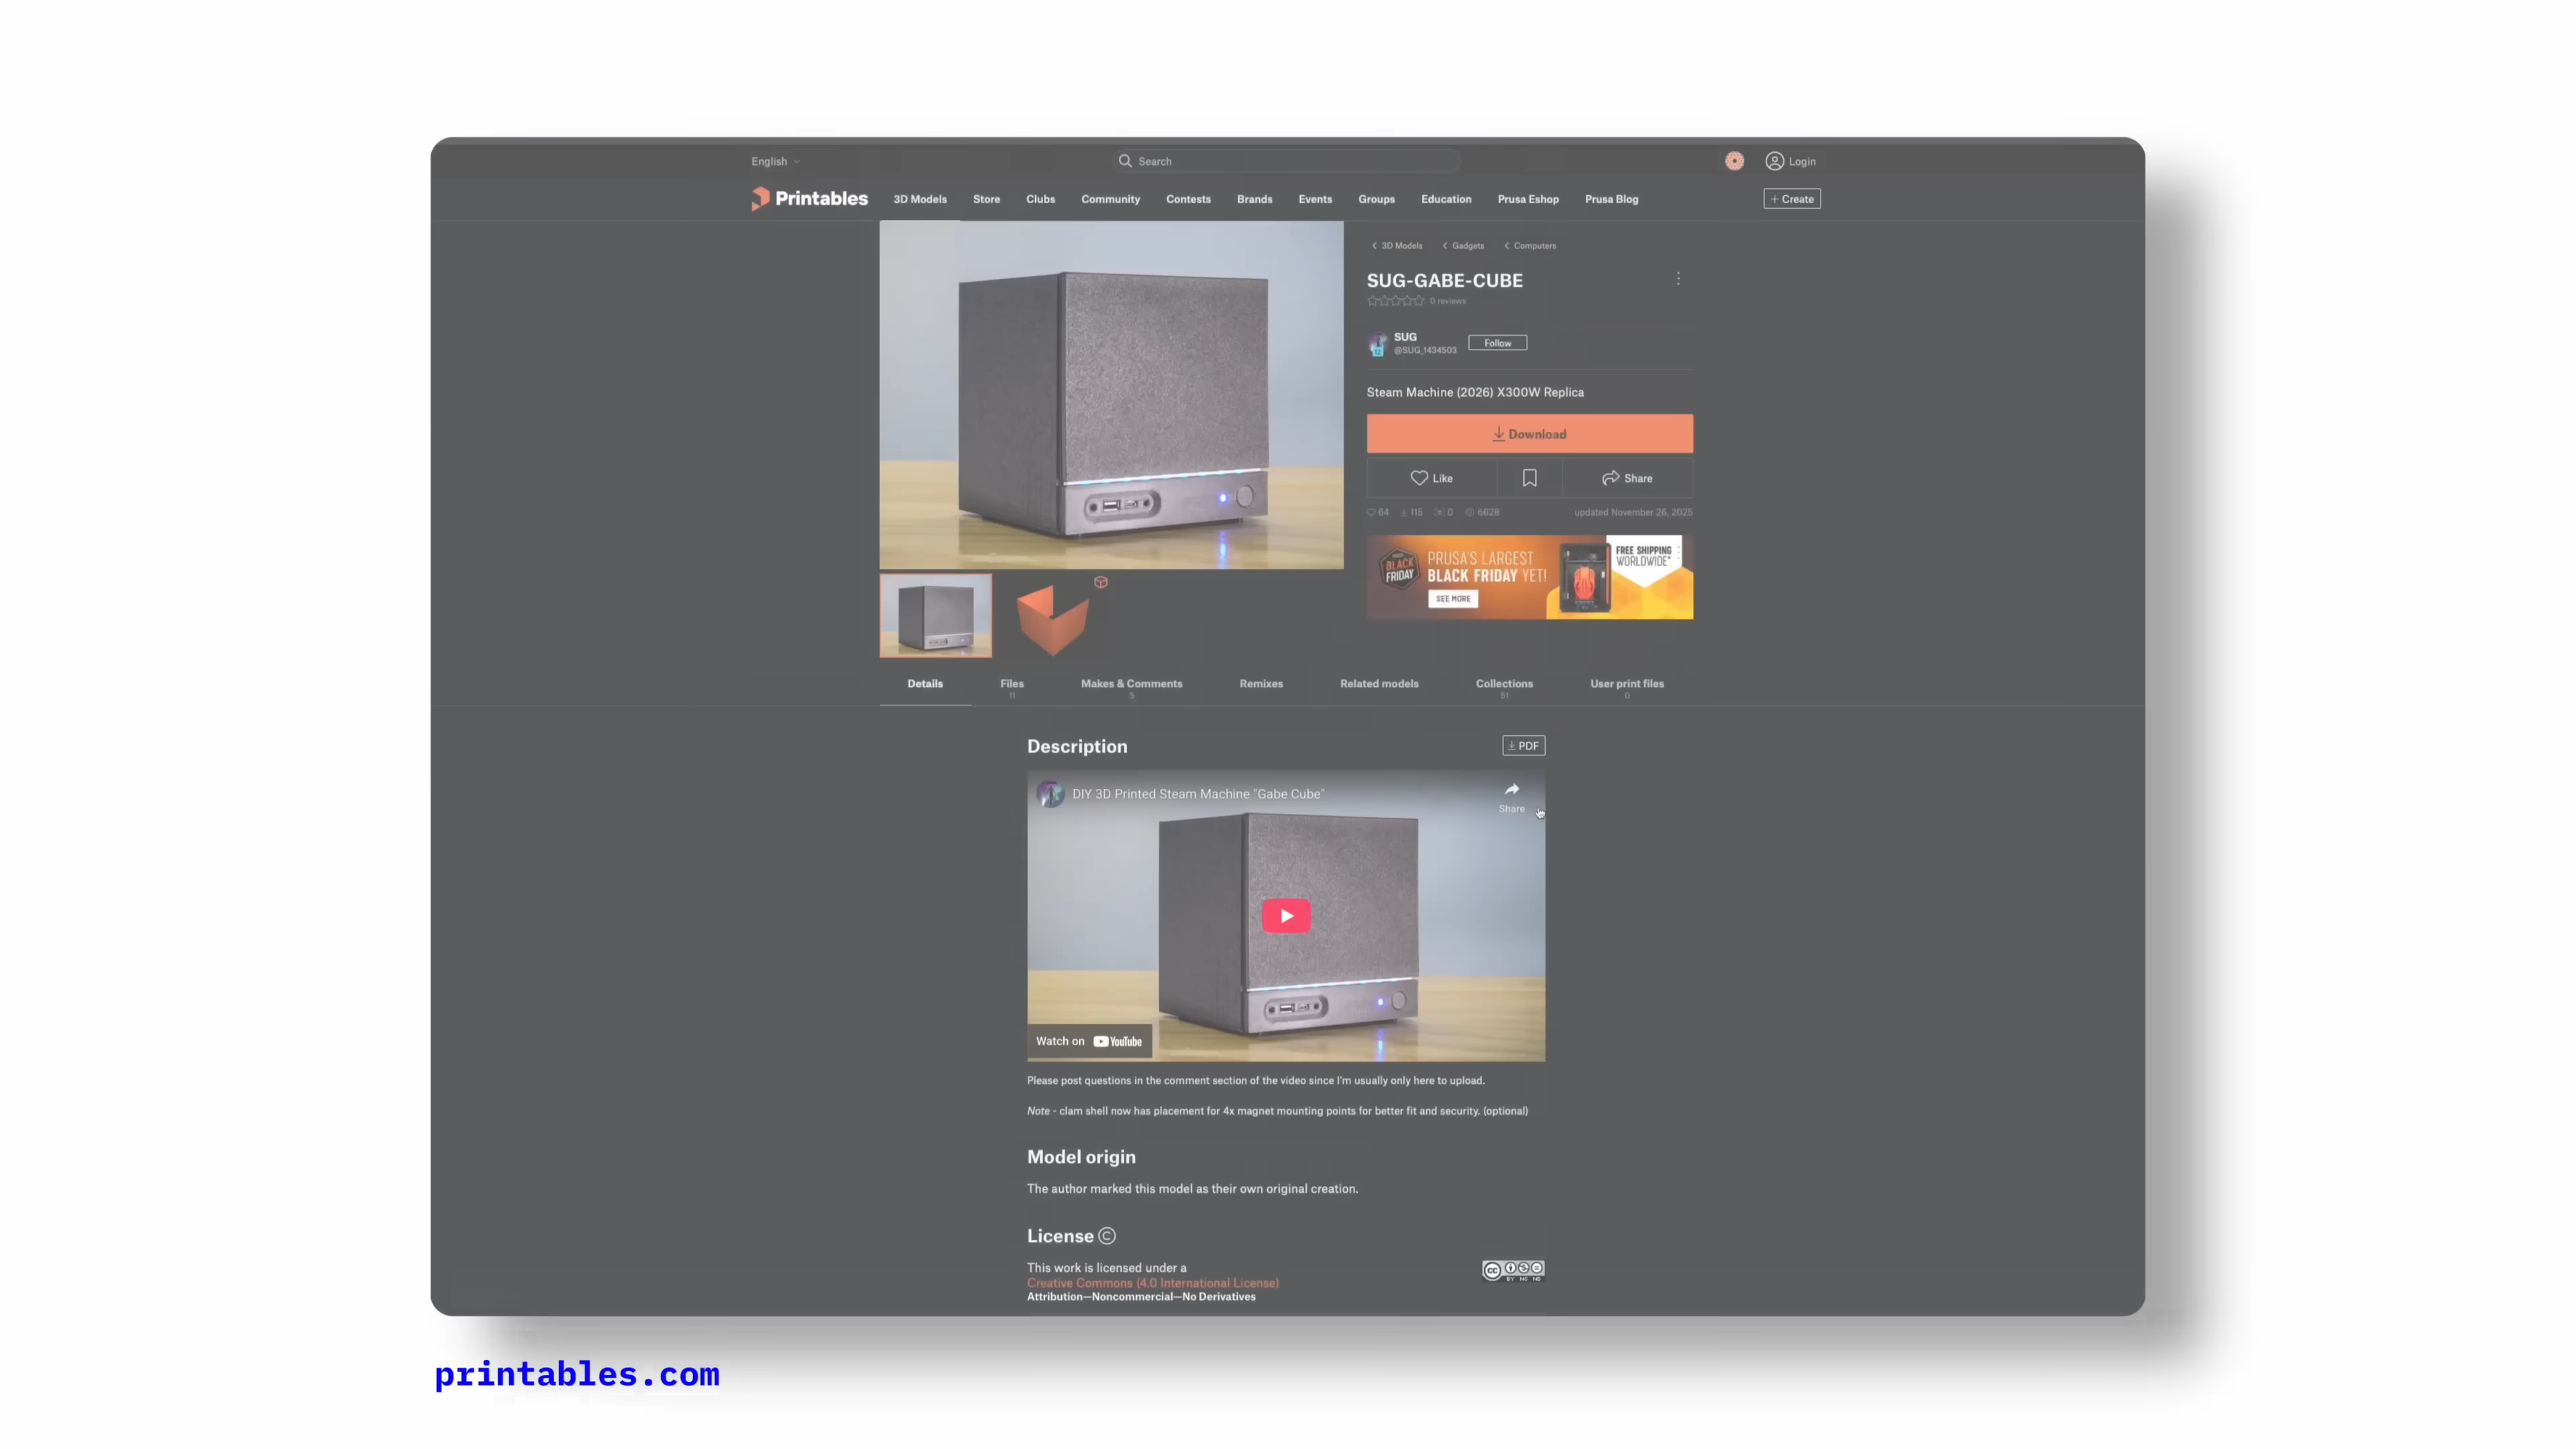 English
Search
Login
Printables
3D Models
Store
Clubs
Community
Contests
Brands
Events
Groups
Education
Prusa Eshop
Prusa Blog
+ Create
3D Models
Gadgets
Computers
SUG-GABE-CUBE
0 reviews
SUG
@SUG_1434503
Follow
Steam Machine (2026) X300W Replica
Download
Like
Share
64
115
0
6628
updated November 26, 2025
BLACK
FRIDAY
PRUSA'S LARGEST
BLACK FRIDAY YET!
SEE MORE
FREE SHIPPING
WORLDWIDE*
Details
Files
11
Makes & Comments
5
Remixes
Related models
Collections
51
User print files
0
Description
PDF
DIY 3D Printed Steam Machine "Gabe Cube"
Share
Watch on YouTube
Please post questions in the comment section of the video since I'm usually only here to upload.
Note - clam shell now has placement for 4x magnet mounting points for better fit and security. (optional)
Model origin
The author marked this model as their own original creation.
License ©
This work is licensed under a
Creative Commons (4.0 International License)
Attribution—Noncommercial—No Derivatives
CC
BY NC ND
printables.com